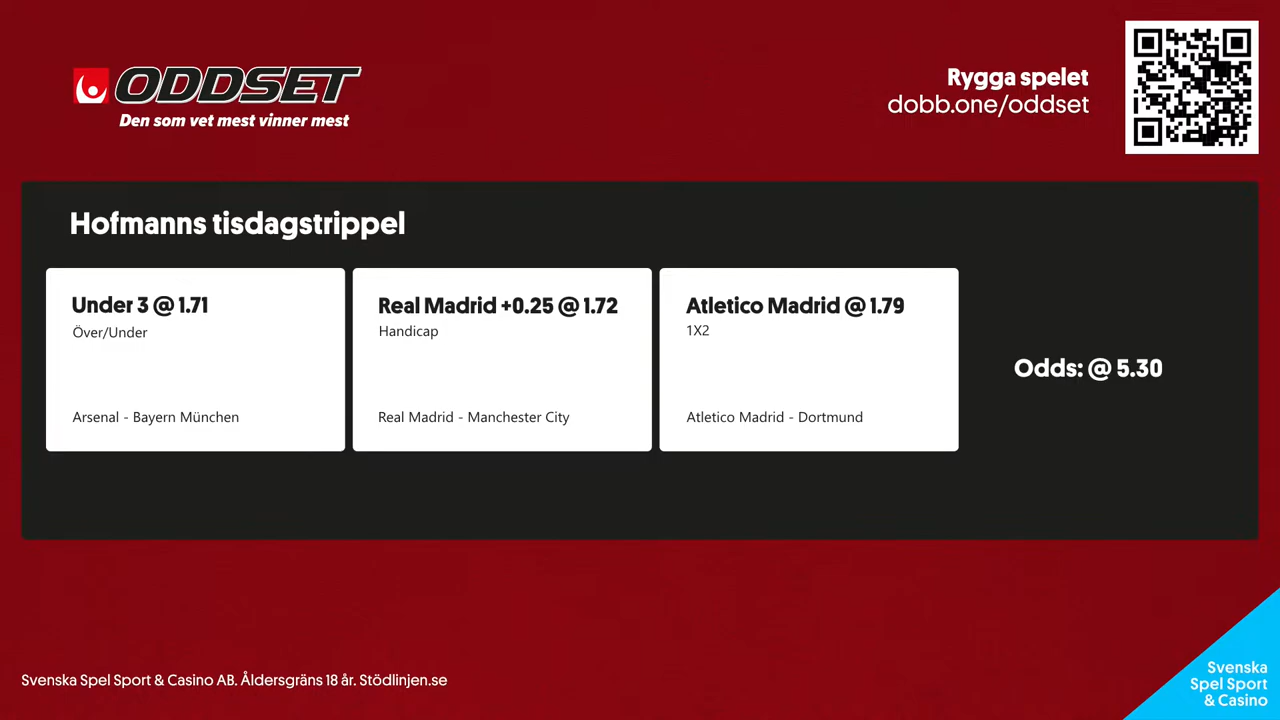 ODDSET
Den som vet mest vinner mest
Rygga spelet
dobb.one/oddset
Hofmanns tisdagstrippel
Under 3 @ 1.71
Över/Under
Arsenal - Bayern München
Real Madrid +0.25 @ 1.72
Handicap
Real Madrid - Manchester City
Atletico Madrid @ 1.79
1X2
Atletico Madrid - Dortmund
Odds: @ 5.30
Svenska Spel Sport & Casino AB. Åldersgräns 18 år. Stödlinjen.se
Svenska
Spel Sport
& Casino